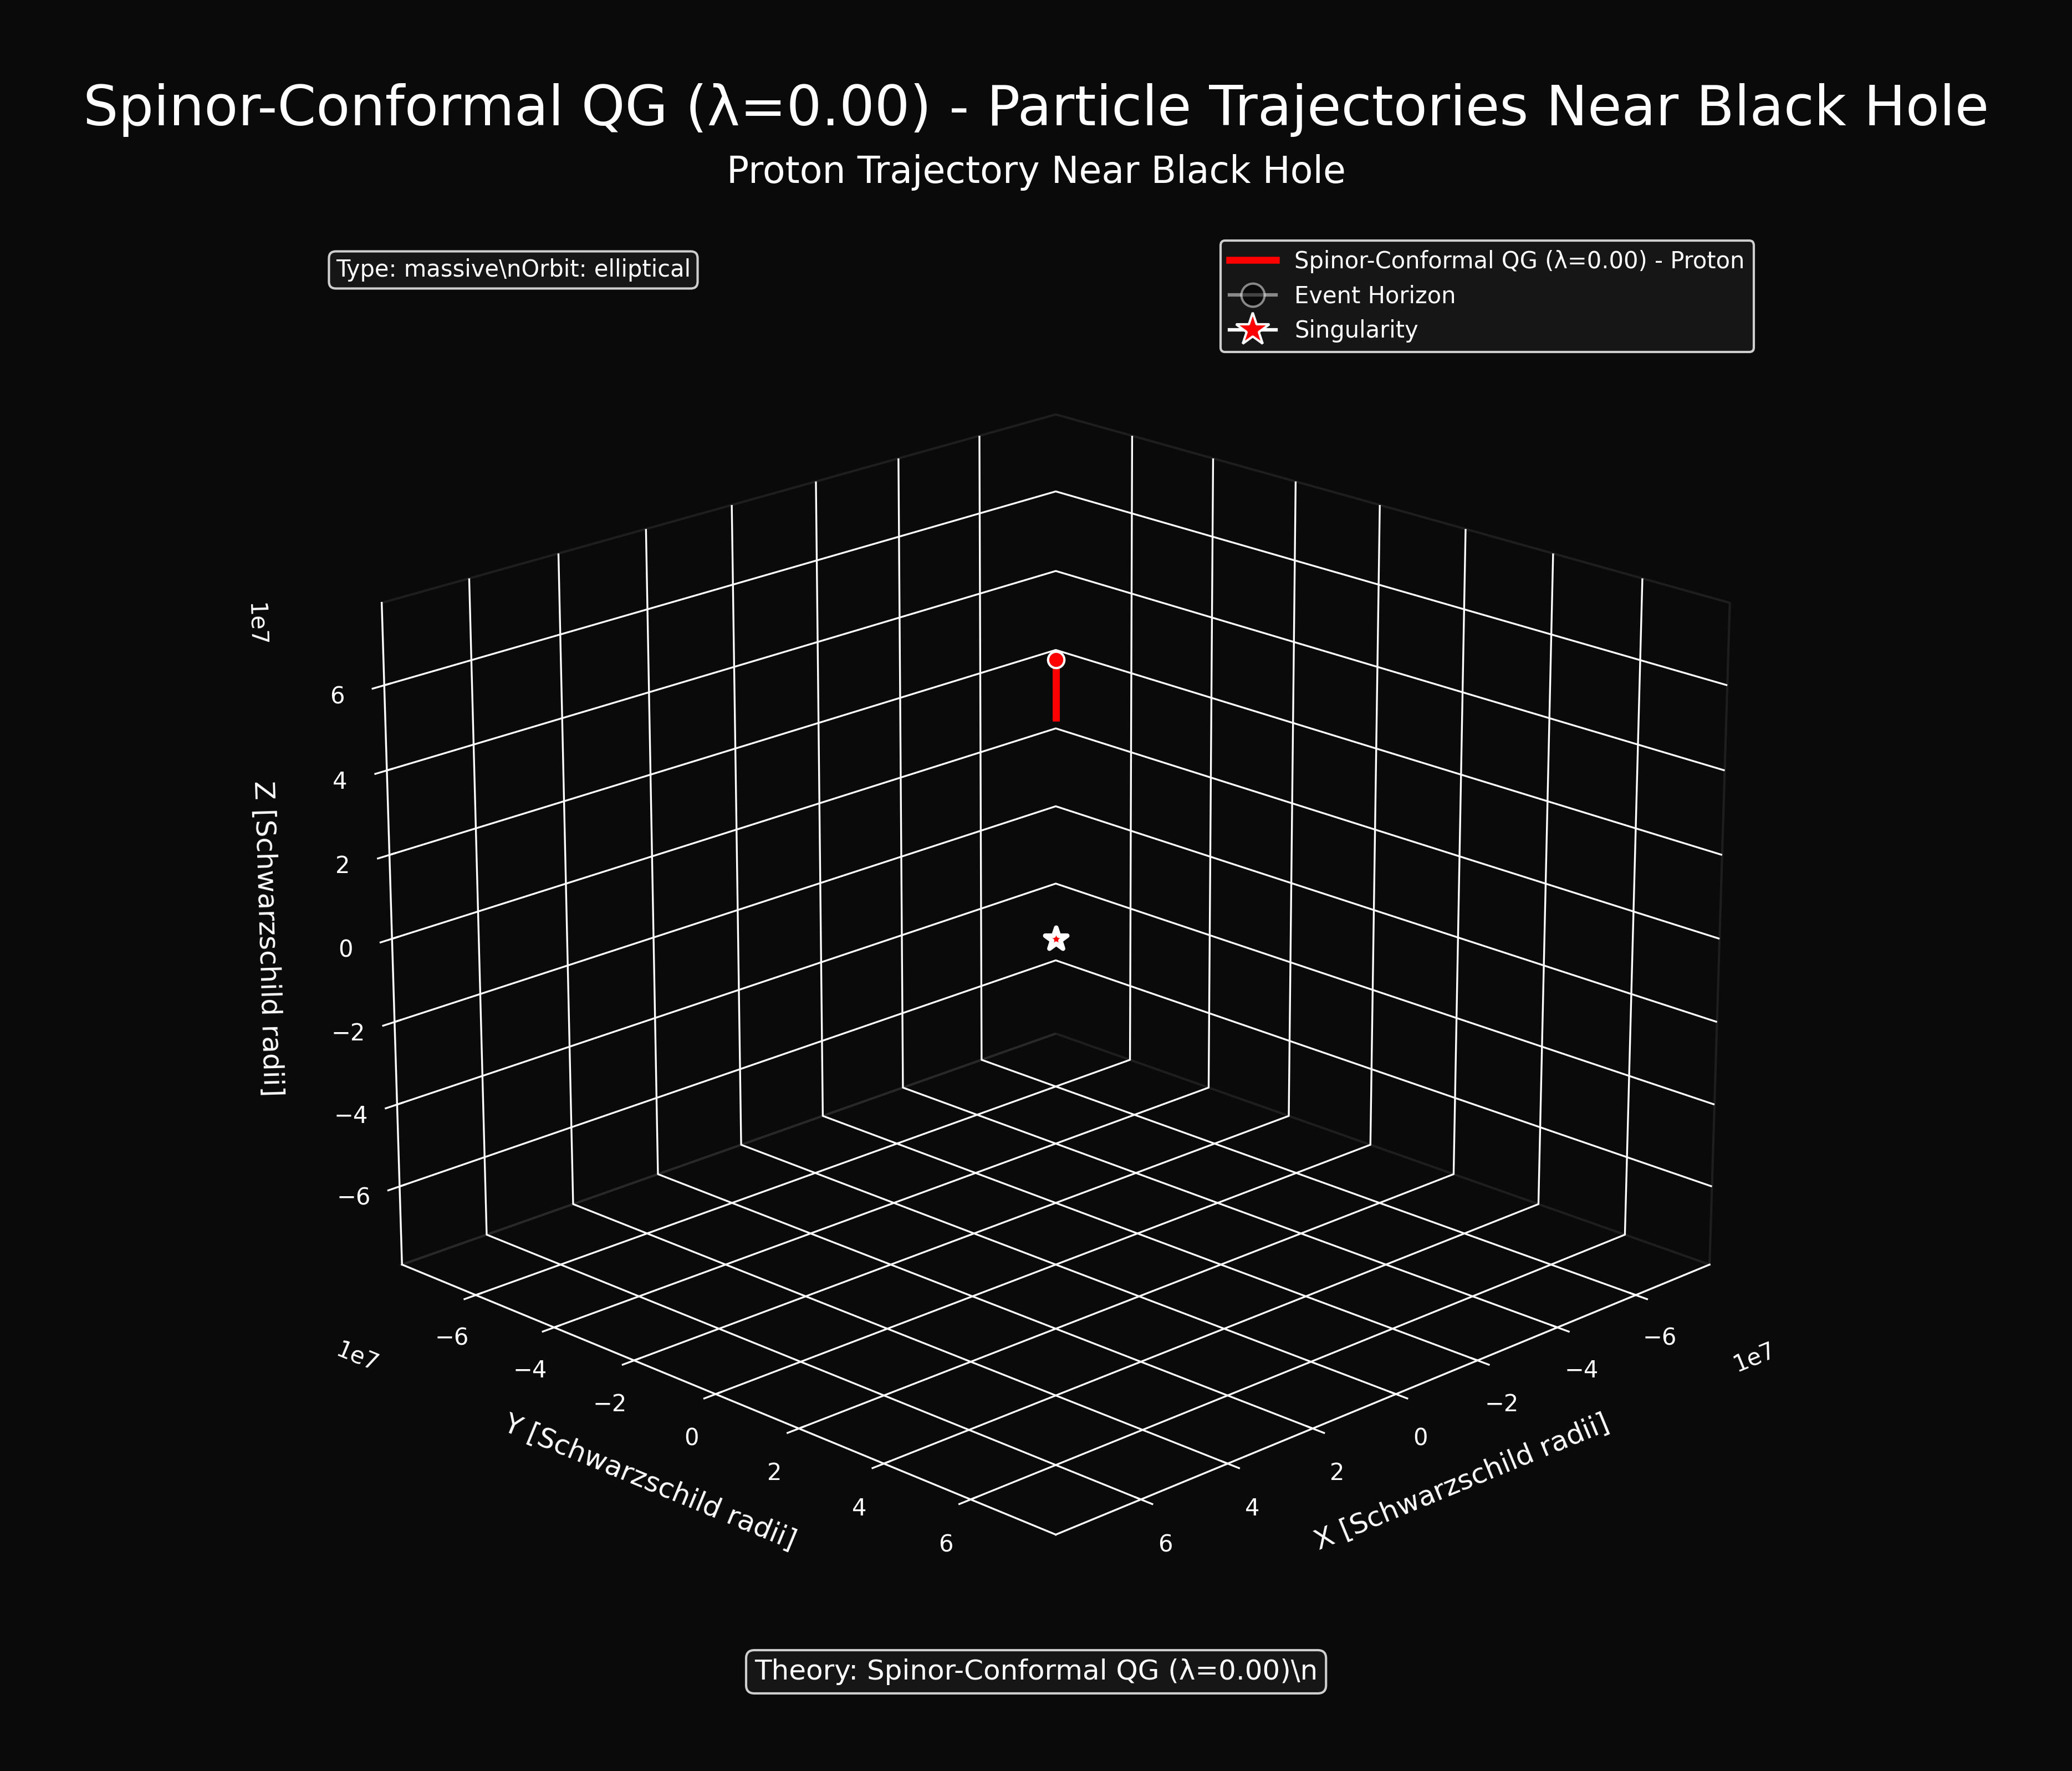 Spinor-Conformal QG (λ=0.00) - Particle Trajectories Near Black Hole
Proton Trajectory Near Black Hole
Type: massive\nOrbit: elliptical
Spinor-Conformal QG (λ=0.00) - Proton
Event Horizon
Singularity
1e7
6
4
2
0
−2
−4
−6
Z [Schwarzschild radii]
1e7
−6
−4
−2
0
2
4
6
Y [Schwarzschild radii]
1e7
−6
−4
−2
0
2
4
6
X [Schwarzschild radii]
Theory: Spinor-Conformal QG (λ=0.00)\n